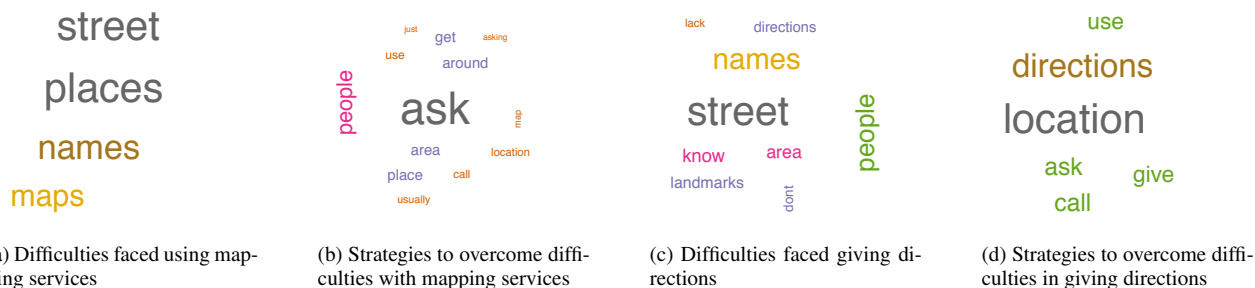 street
places
names
maps
just
get
asking
use
around
people
ask
map
area
location
place
call
usually
lack
directions
names
street
people
know
area
landmarks
dont
use
directions
location
ask
give
call
) Difficulties faced using map-
ing services
(b) Strategies to overcome diffi-
culties with mapping services
(c) Difficulties faced giving di-
rections
(d) Strategies to overcome diffi-
culties in giving directions